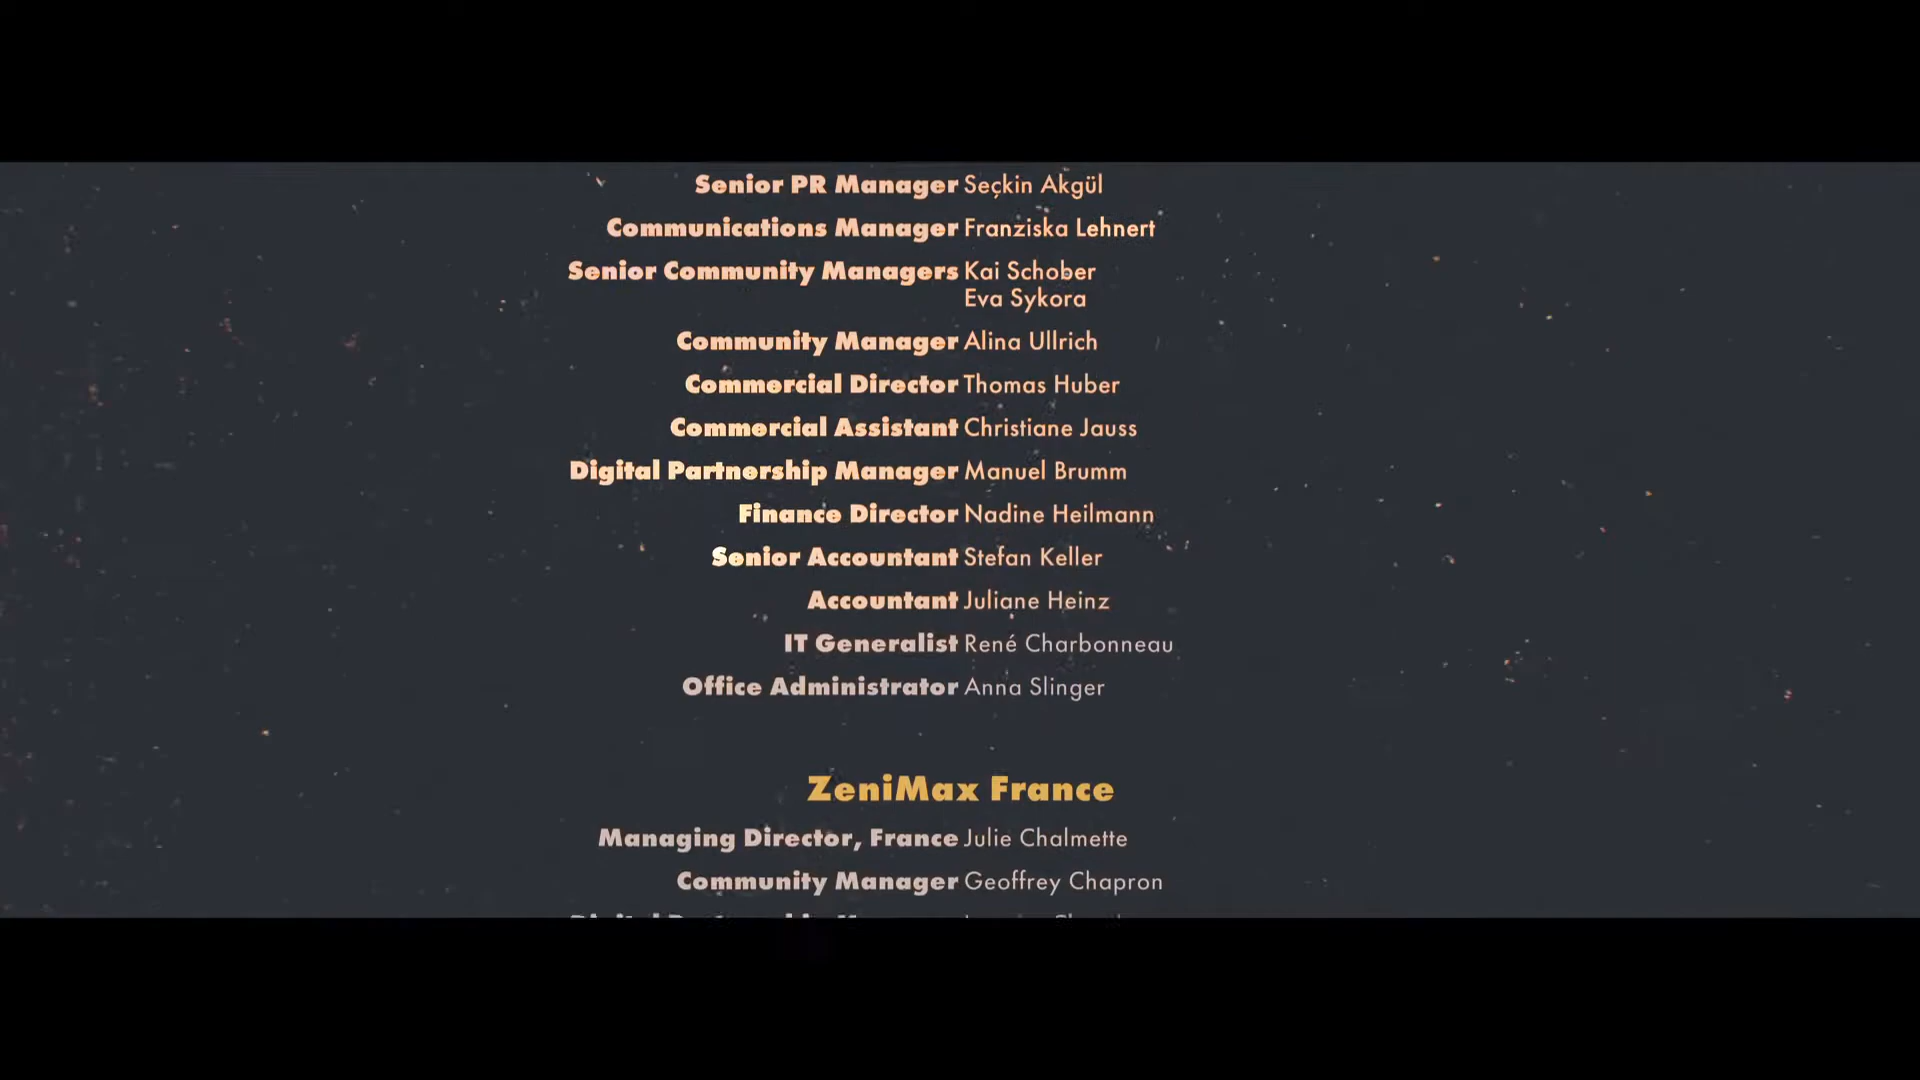 Senior PR Manager Seçkin Akgül
Communications Manager Franziska Lehnert
Senior Community Managers Kai Schober
Eva Sykora
Community Manager Alina Ullrich
Commercial Director Thomas Huber
Commercial Assistant Christiane Jauss
Digital Partnership Manager Manuel Brumm
Finance Director Nadine Heilmann
Senior Accountant Stefan Keller
Accountant Juliane Heinz
IT Generalist René Charbonneau
Office Administrator Anna Slinger
ZeniMax France
Managing Director, France Julie Chalmette
Community Manager Geoffrey Chapron